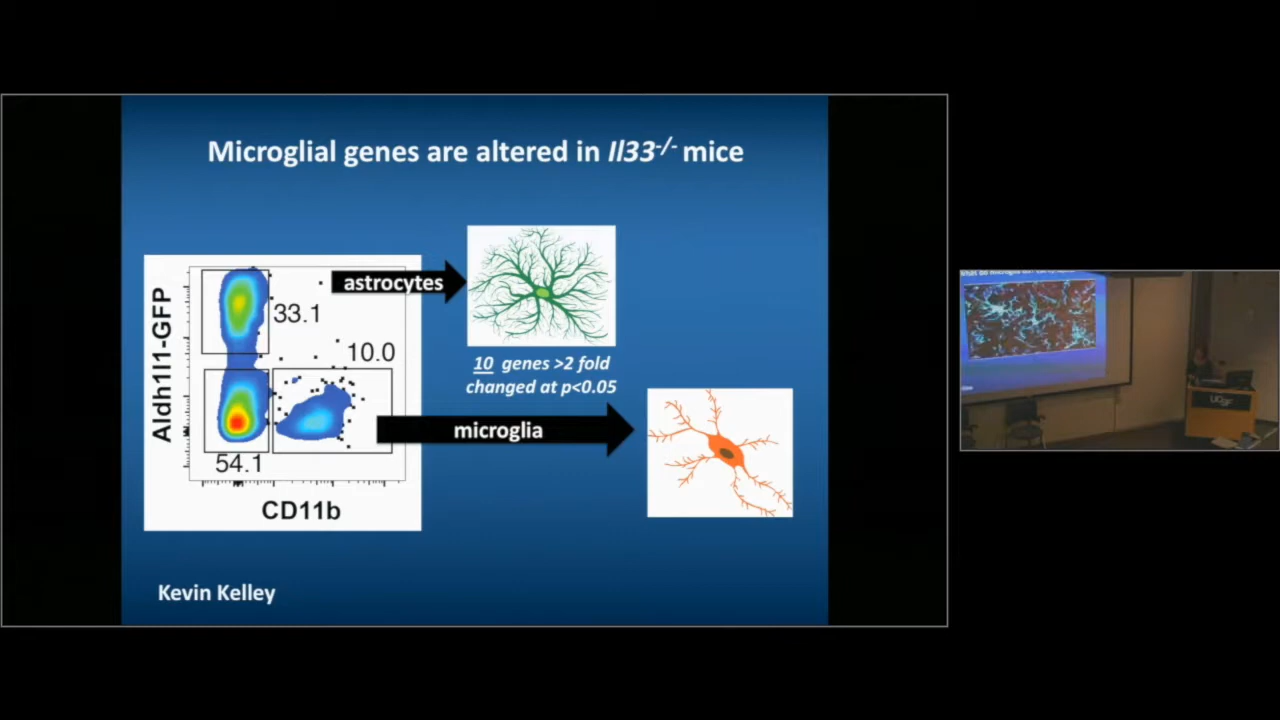 Microglial genes are altered in Il33-/- mice
astrocytes
Aldh1l1-GFP
33.1
10.0
10 genes >2 fold
changed at p<0.05
microglia
54.1
CD11b
Kevin Kelley
UCSF